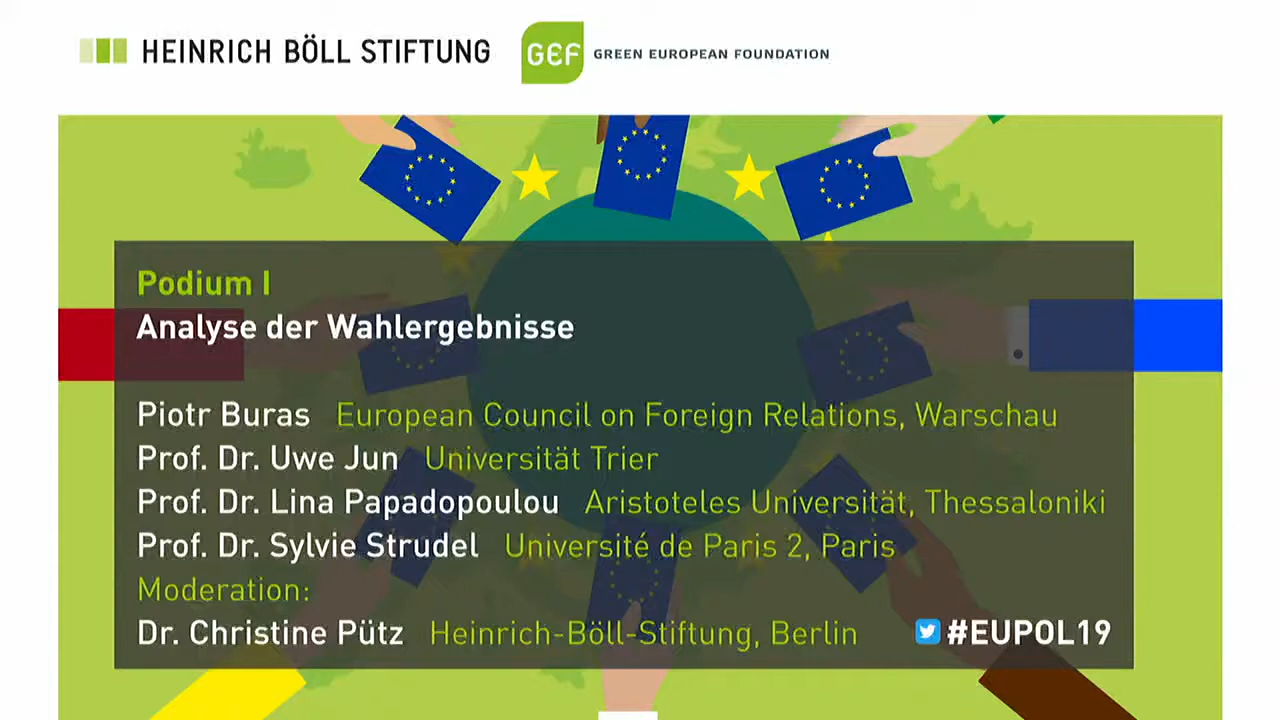 HEINRICH BÖLL STIFTUNG
GEF GREEN EUROPEAN FOUNDATION
Podium I
Analyse der Wahlergebnisse
Piotr Buras European Council on Foreign Relations, Warschau
Prof. Dr. Uwe Jun Universität Trier
Prof. Dr. Lina Papadopoulou Aristoteles Universität, Thessaloniki
Prof. Dr. Sylvie Strudel Université de Paris 2, Paris
Moderation:
Dr. Christine Pütz Heinrich-Böll-Stiftung, Berlin #EUPOL19